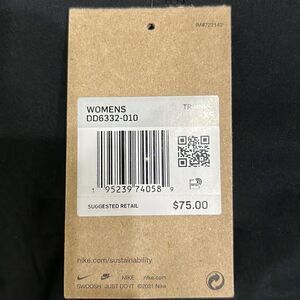 WOMENS
DD6332-010
1 95239 74058 9
SUGGESTED RETAIL $75.00
nike.com/sustainability
NIKE nike.com
SWOOSH JUST DO IT ©2021 Nike